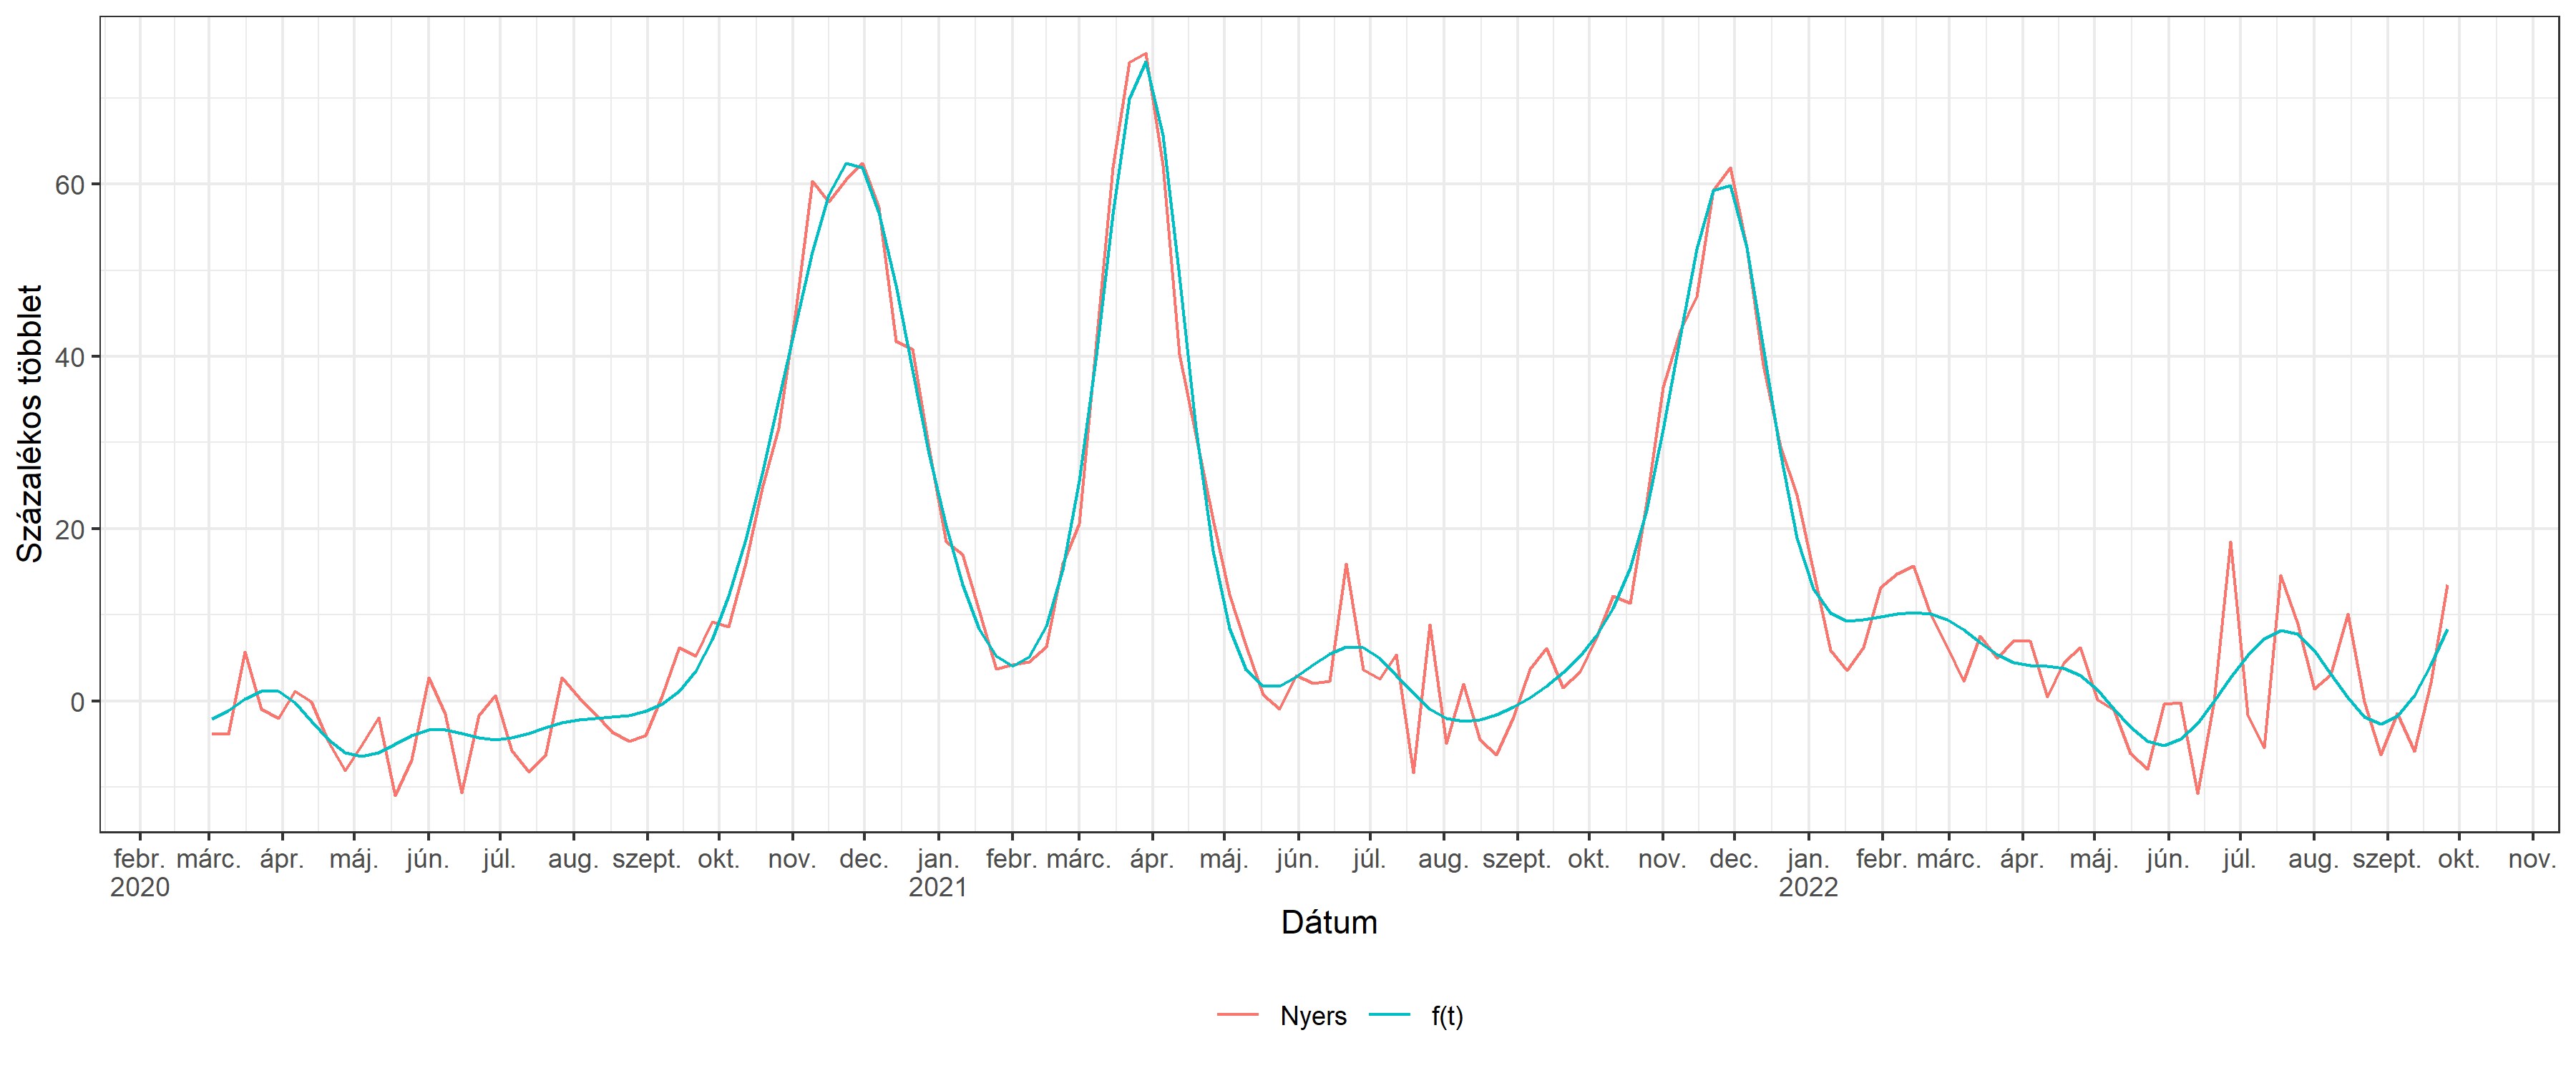 Százalékos többlet
60
40
20
0
febr. márc. ápr. máj. jún. júl. aug. szept. okt. nov. dec. jan. febr. márc. ápr. máj. jún. júl. aug. szept. okt. nov. dec. jan. febr. márc. ápr. máj. jún. júl. aug. szept. okt. nov.
2020 2021 2022
Dátum
Nyers f(t)